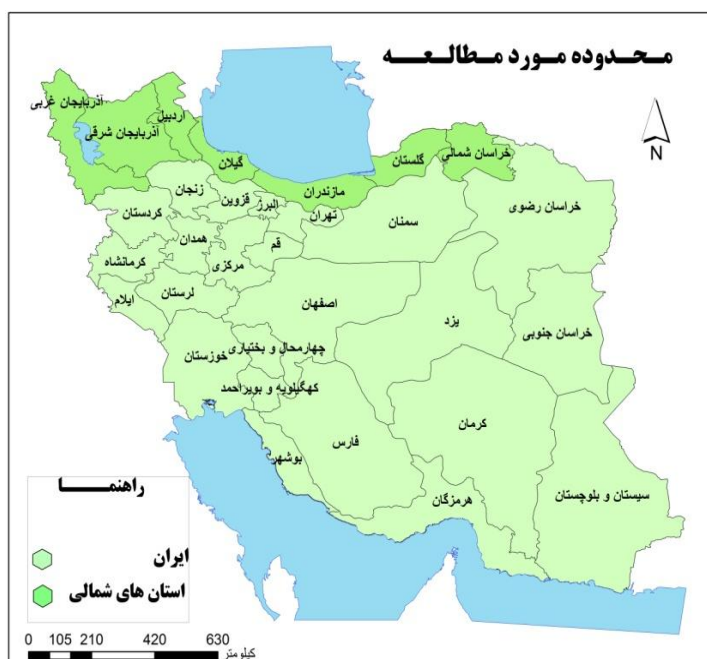 محدوده مورد مطالعه
N
آذربایجان غربی
آذربایجان شرقی
اردبیل
گیلان
مازندران
گلستان
خراسان شمالی
خراسان رضوی
زنجان
قزوین
البرز
تهران
سمنان
کردستان
همدان
قم
مرکزی
کرمانشاه
لرستان
ایلام
اصفهان
یزد
خراسان جنوبی
خوزستان
چهارمحال و بختیاری
کهگیلویه و بویراحمد
فارس
کرمان
بوشهر
هرمزگان
سیستان و بلوچستان
راهنما
ایران
استان های شمالی
0 105 210 420 630
کیلومتر